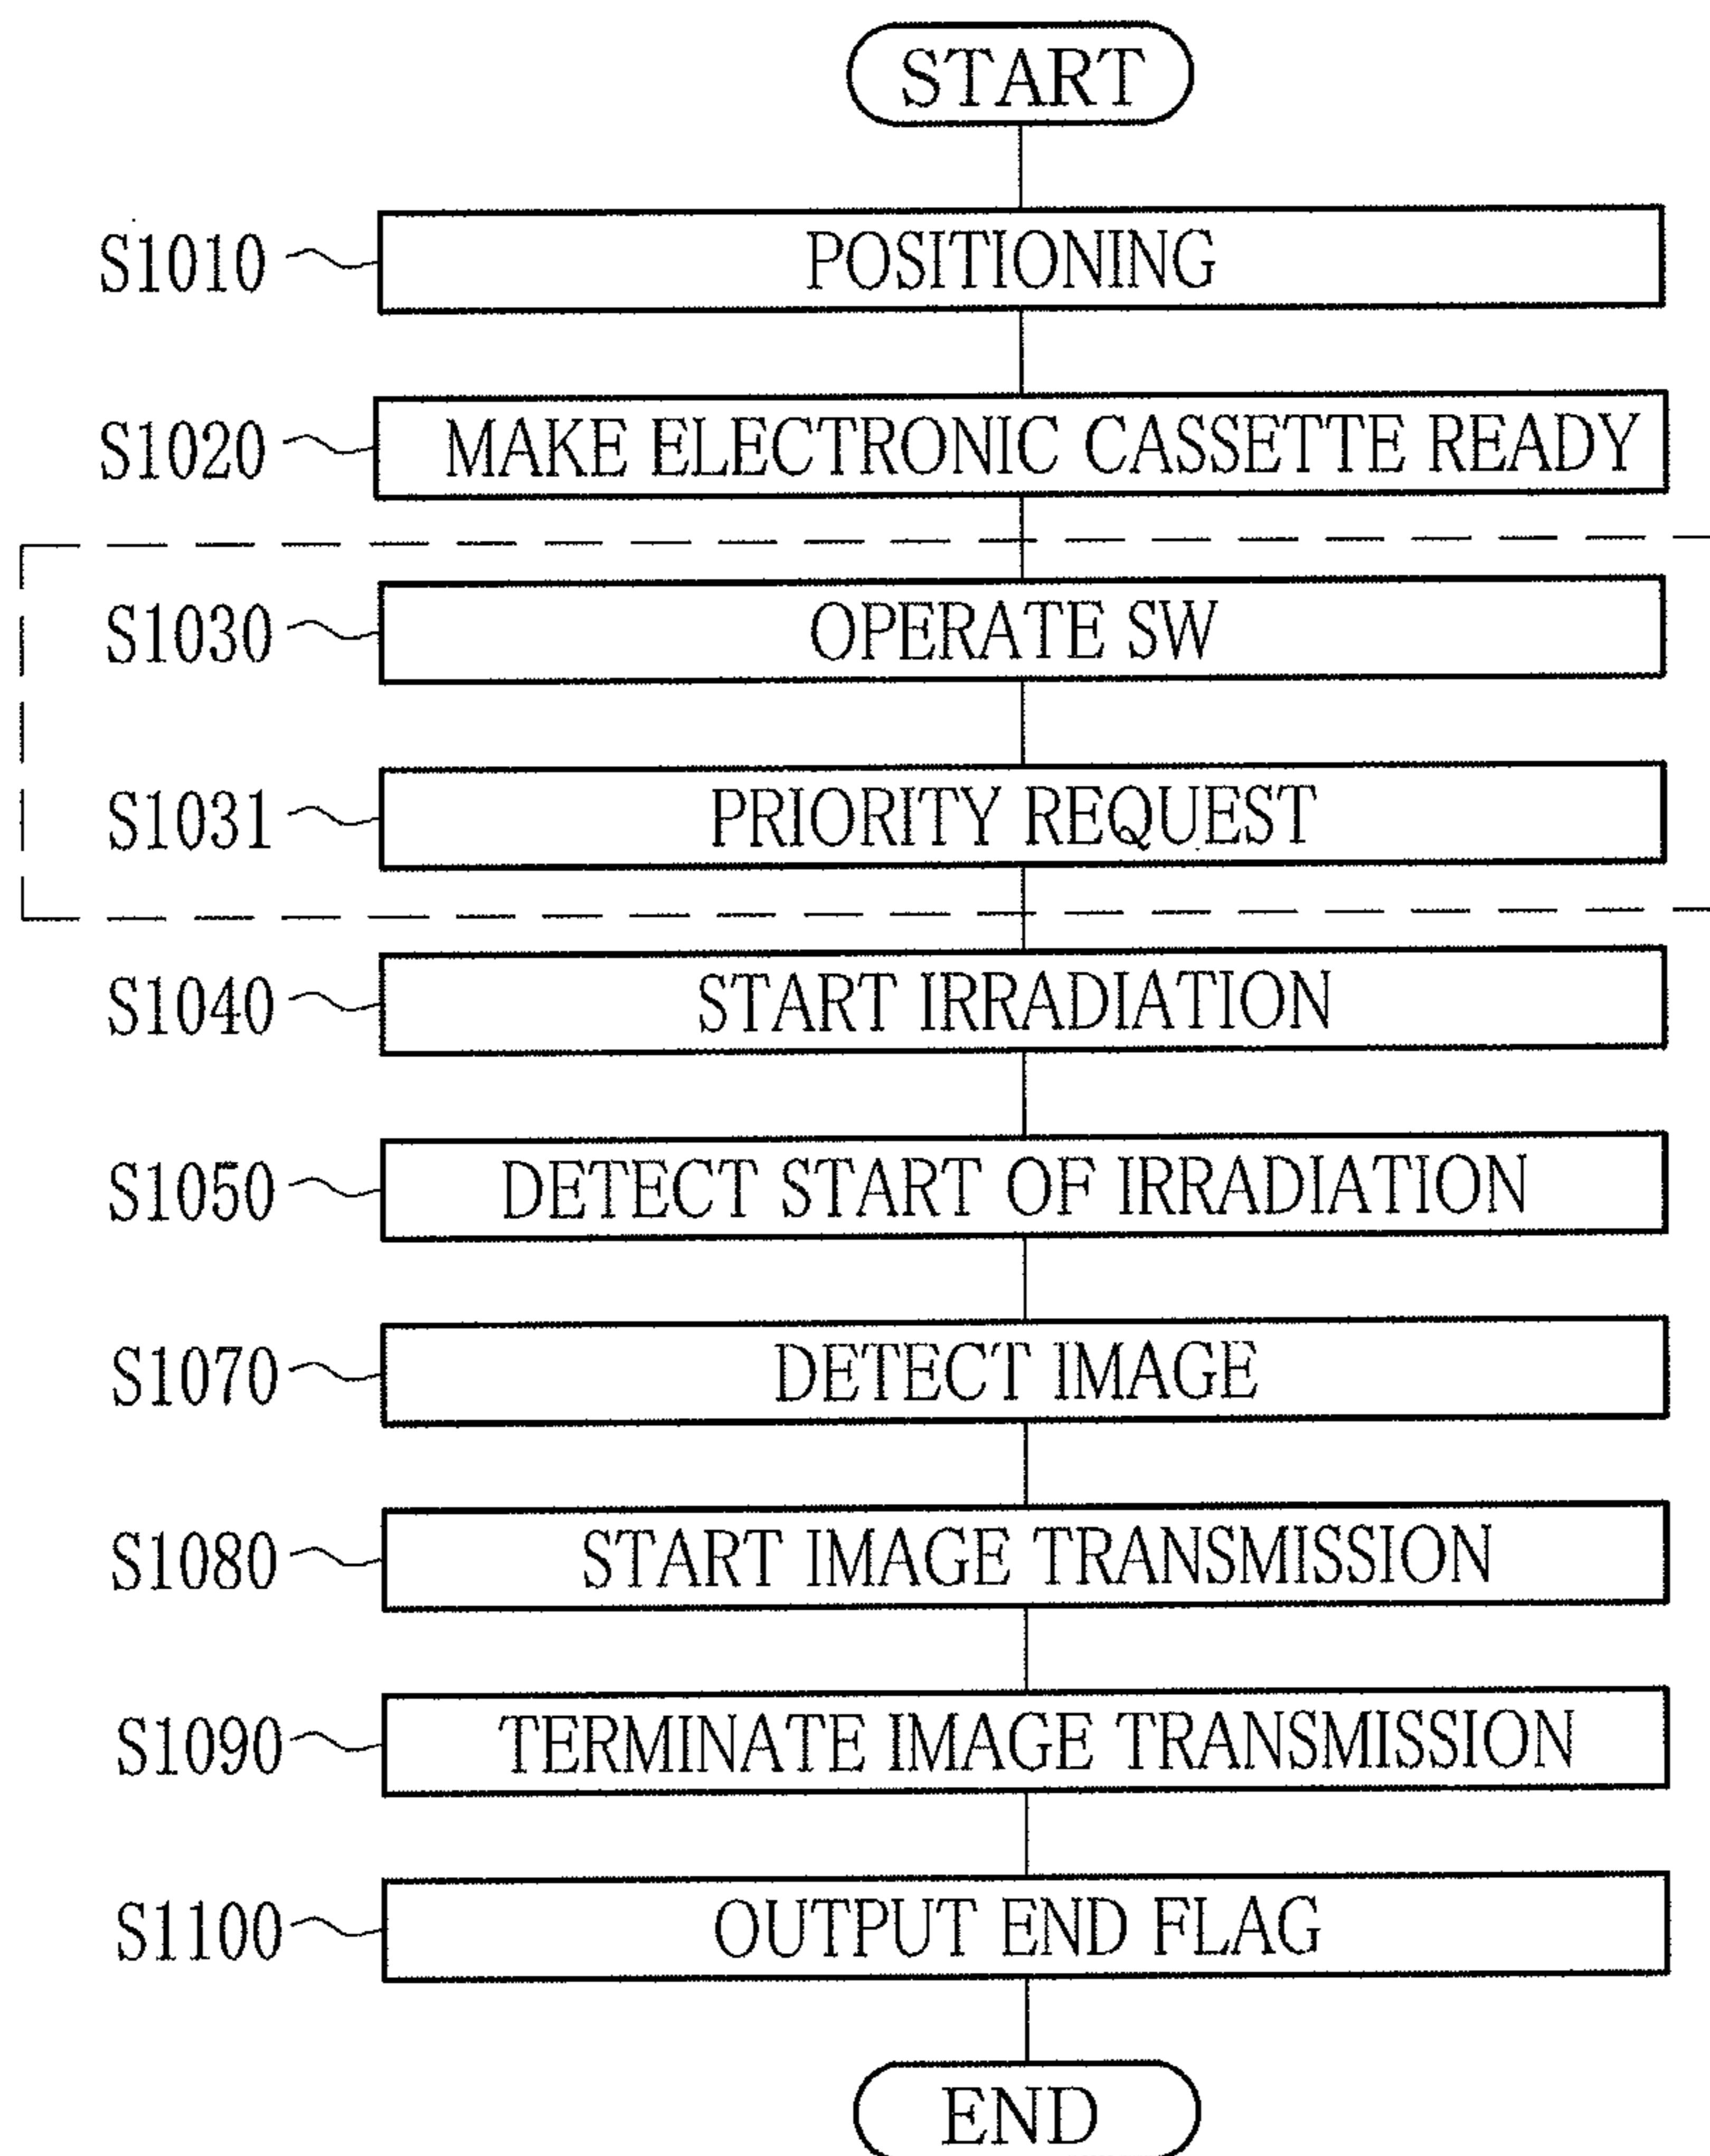 START
S1010 POSITIONING
S1020 MAKE ELECTRONIC CASSETTE READY
S1030 OPERATE SW
S1031 PRIORITY REQUEST
S1040 START IRRADIATION
S1050 DETECT START OF IRRADIATION
S1070 DETECT IMAGE
S1080 START IMAGE TRANSMISSION
S1090 TERMINATE IMAGE TRANSMISSION
S1100 OUTPUT END FLAG
END